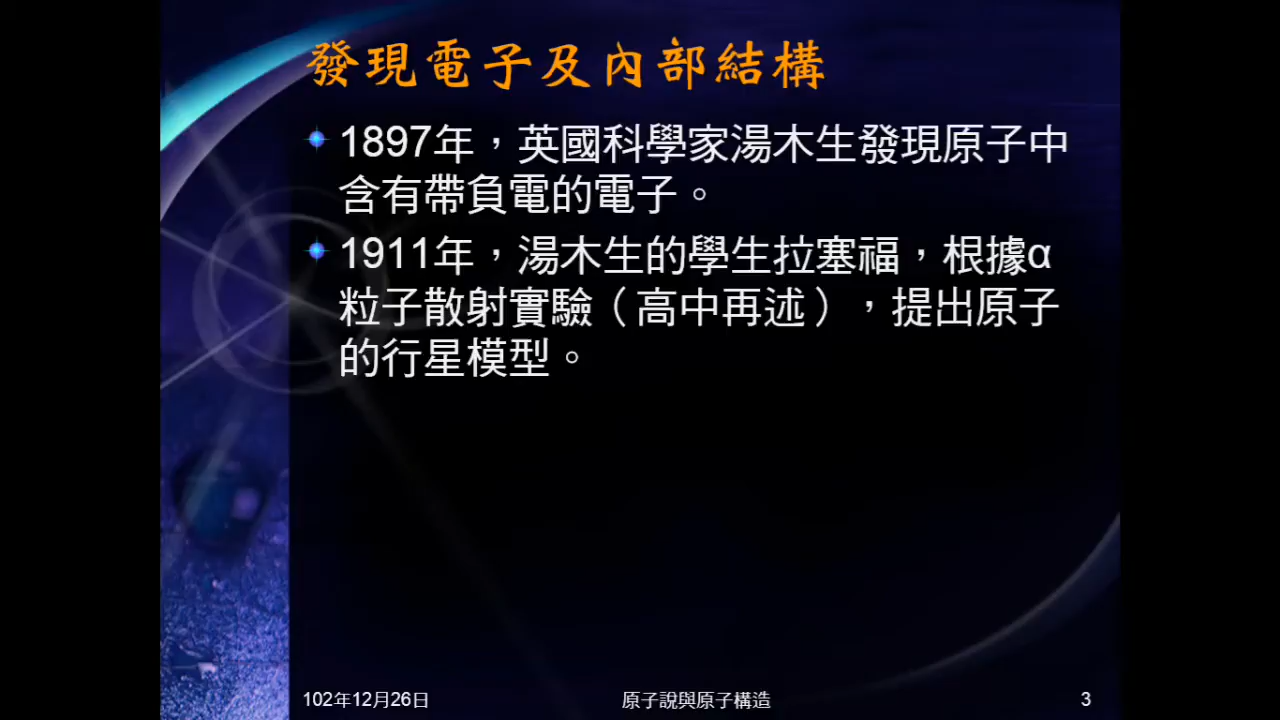 發現電子及內部結構
1897年，英國科學家湯木生發現原子中
含有帶負電的電子。
1911年，湯木生的學生拉塞福，根據α
粒子散射實驗（高中再述），提出原子
的行星模型。
102年12月26日
原子說與原子構造
3